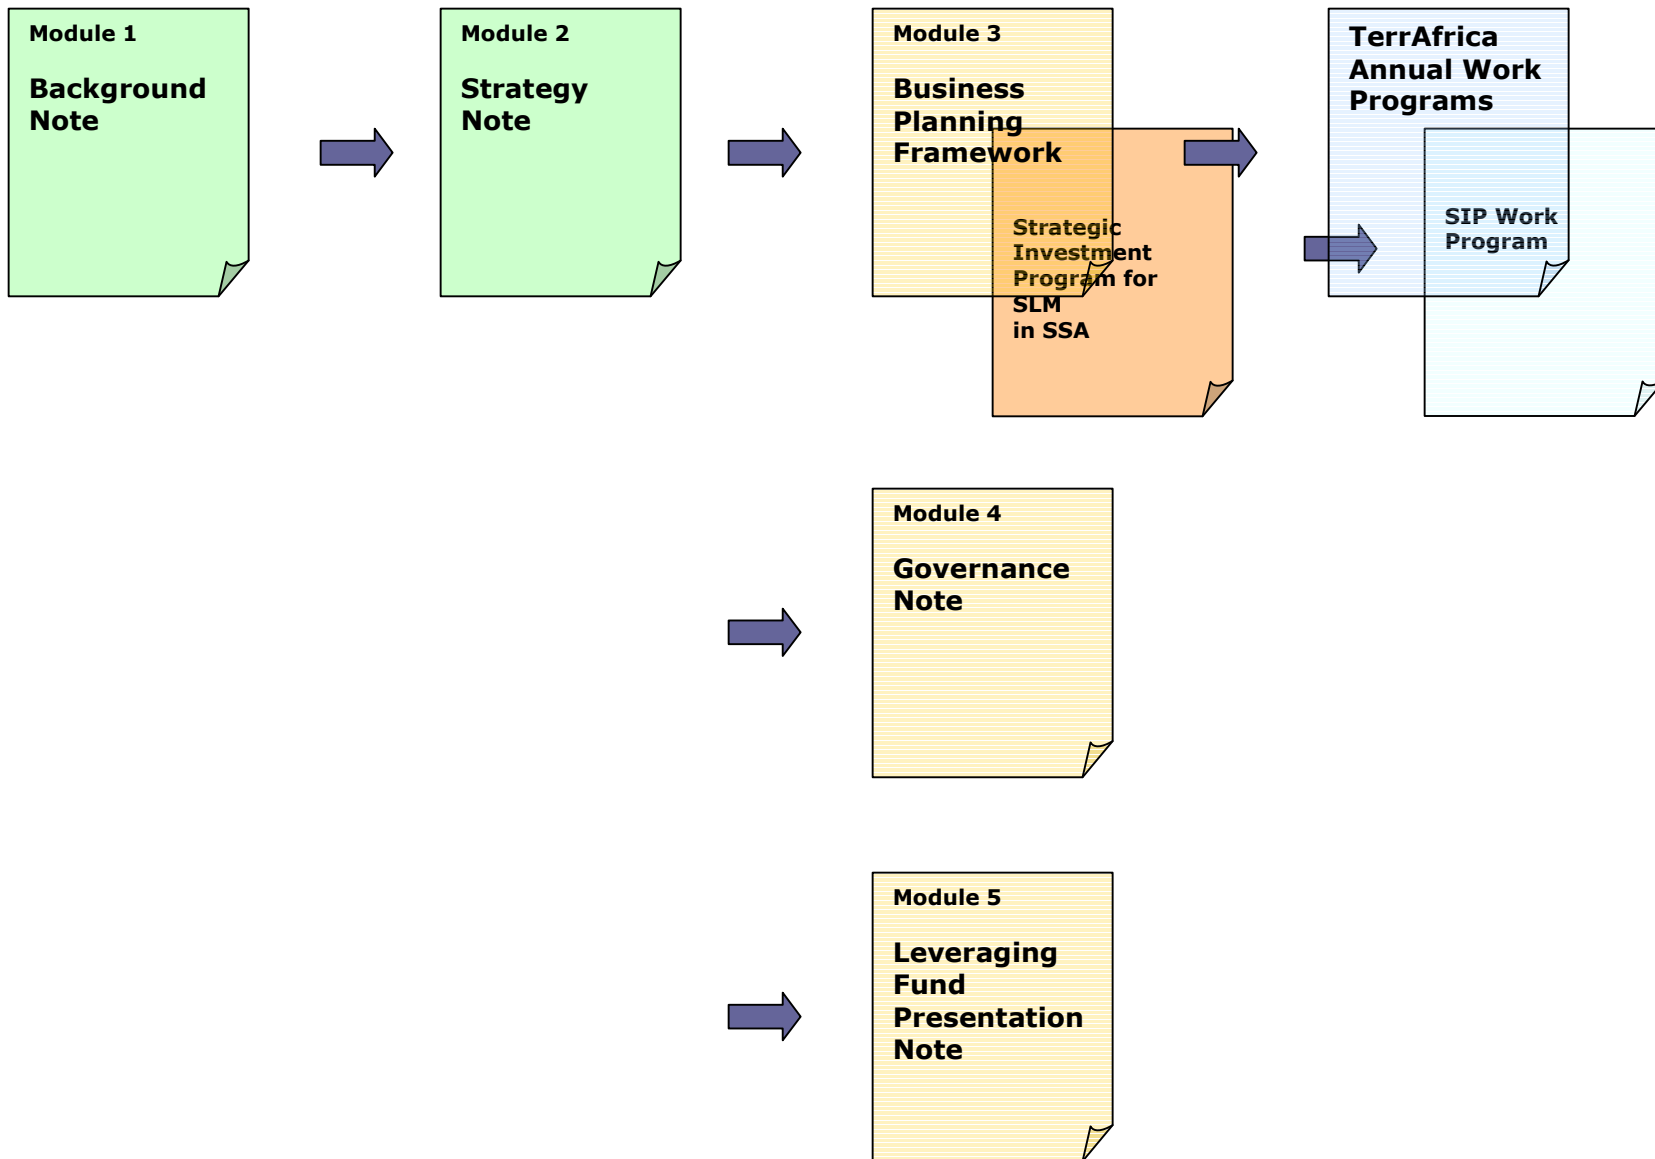 Module 1
Background
Note
Module 2
Strategy
Note
Module 3
Business
Planning
Framework
Strategic
Investment
Program for
SLM
in SSA
TerrAfrica
Annual Work
Programs
SIP Work
Program
Module 4
Governance
Note
Module 5
Leveraging
Fund
Presentation
Note